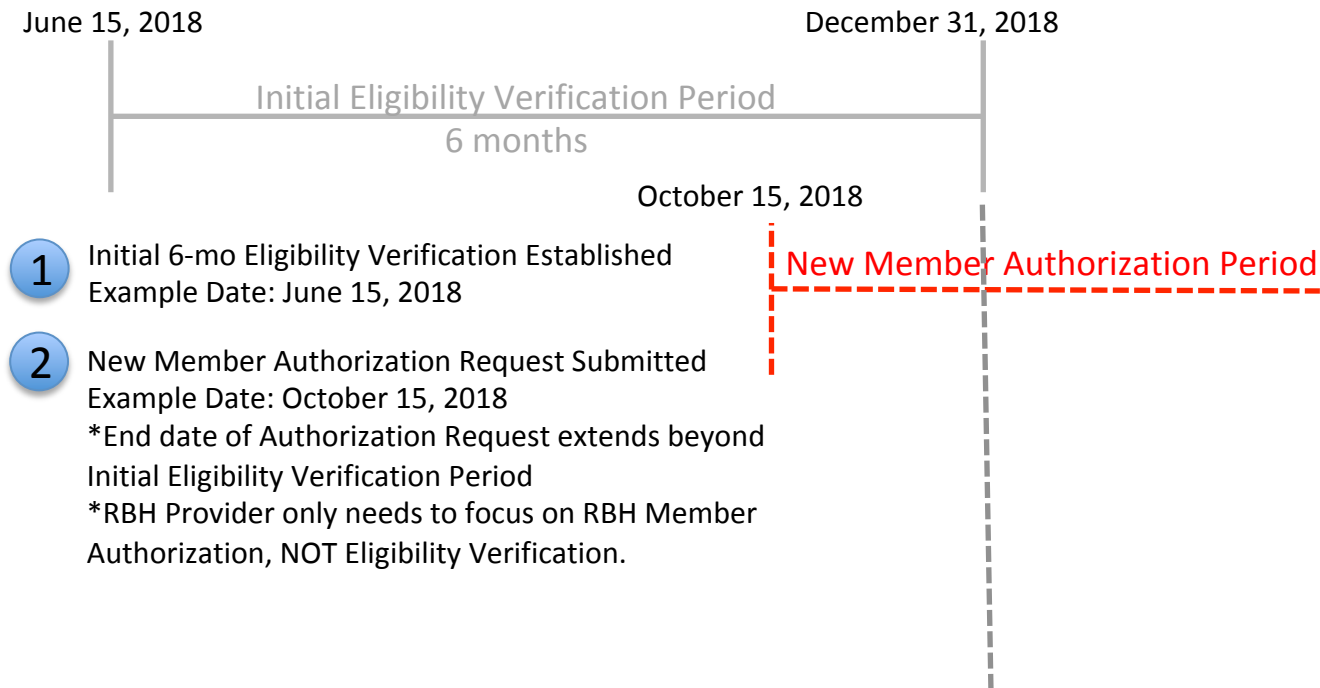 June 15, 2018
December 31, 2018
Initial Eligibility Verification Period
6 months
October 15, 2018
1
Initial 6-mo Eligibility Verification Established
Example Date: June 15, 2018
New Member Authorization Period
2
New Member Authorization Request Submitted
Example Date: October 15, 2018
*End date of Authorization Request extends beyond
Initial Eligibility Verification Period
*RBH Provider only needs to focus on RBH Member
Authorization, NOT Eligibility Verification.